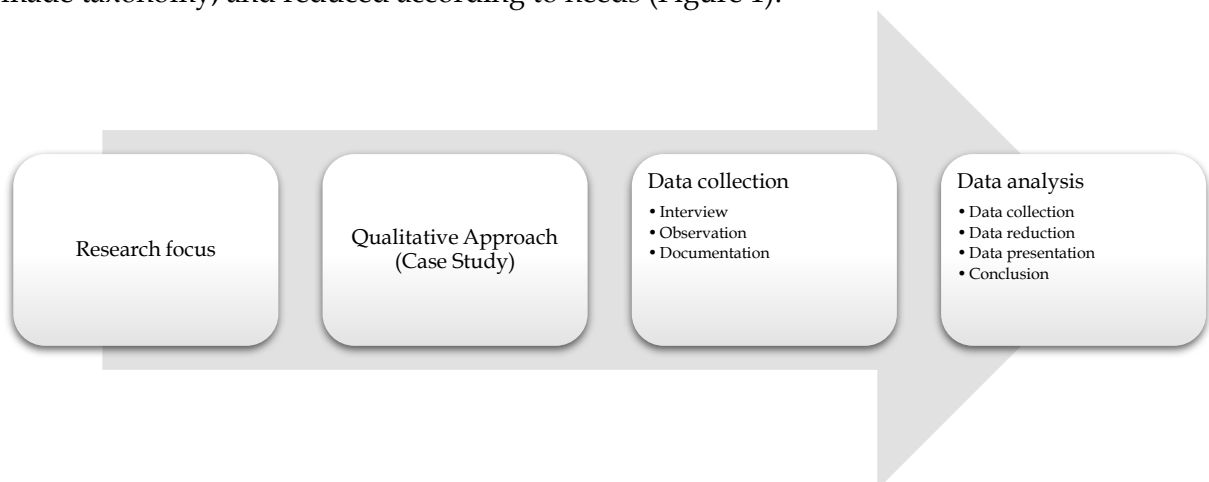 made taxonomy, and reduced according to needs (Figure 1).
Research focus
Qualitative Approach
(Case Study)
Data collection
• Interview
• Observation
• Documentation
Data analysis
• Data collection
• Data reduction
• Data presentation
• Conclusion